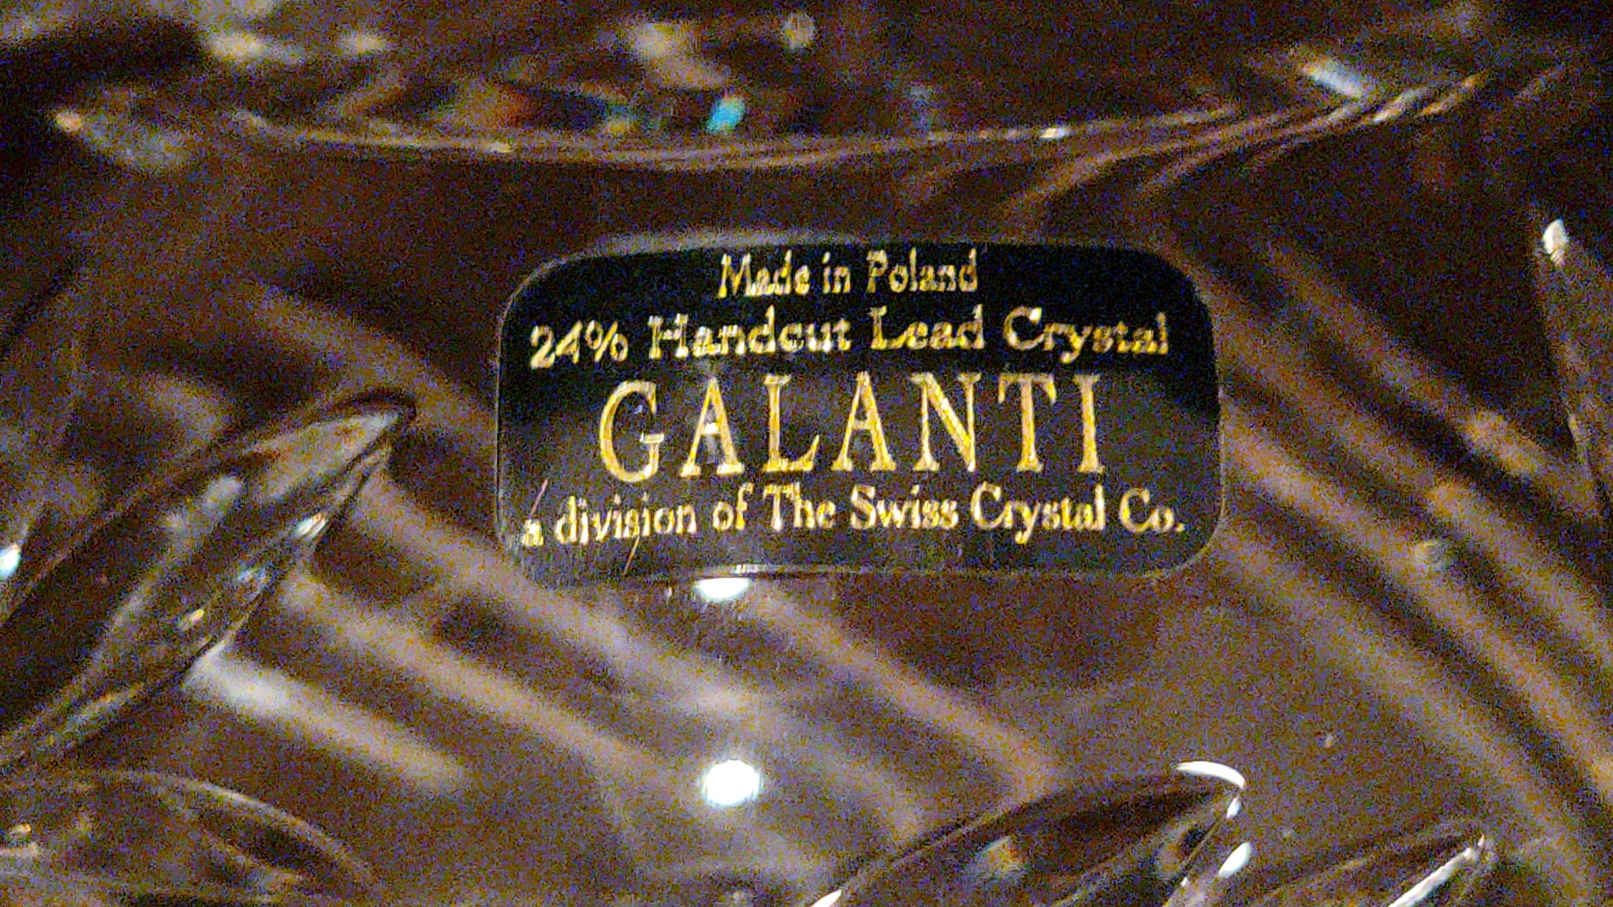 Made in Poland
24% Handcut Lead Crystal
GALANTI
a division of The Swiss Crystal Co.